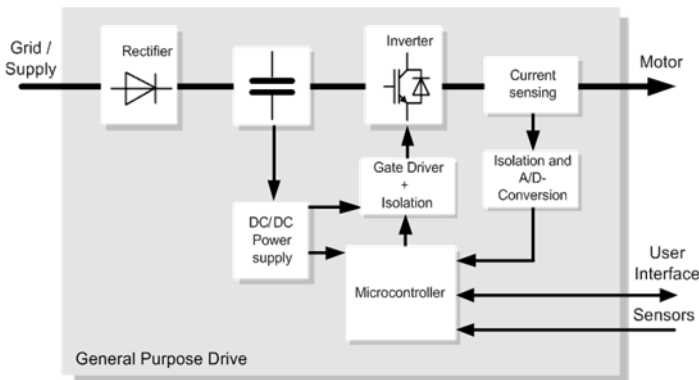 Grid /
Supply
Rectifier
Inverter
Current
sensing
Motor
Gate Driver
+
Isolation
Isolation and
A/D-
Conversion
DC/DC
Power
supply
Microcontroller
User
Interface
Sensors
General Purpose Drive